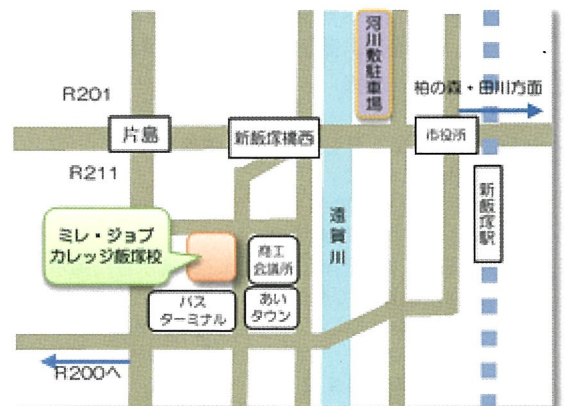 河川敷駐車場
柏の森・田川方面
R201
片島
新飯塚橋西
市役所
R211
新飯塚駅
遠賀川
ミレ・ジョブ
カレッジ飯塚校
商工
会議所
バス
ターミナル
あい
タウン
R200へ